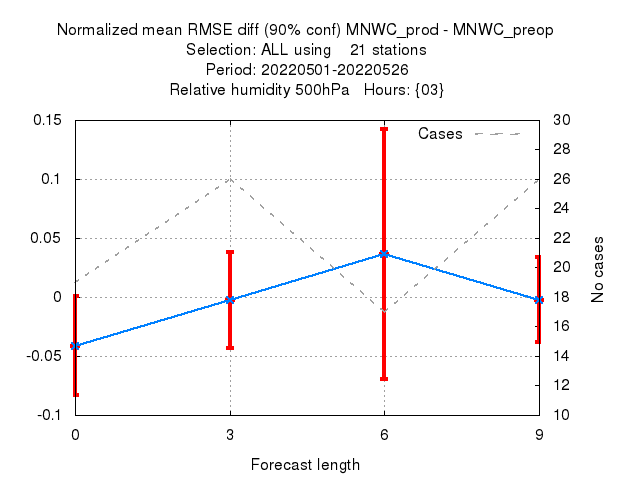 Normalized mean RMSE diff (90% conf) MNWC_prod - MNWC_preop
Selection: ALL using    21 stations
Period: 20220501-20220526
Relative humidity 500hPa   Hours: {03}
Cases
0.15
0.1
0.05
0
-0.05
-0.1
30
28
26
24
22
20
18
16
14
12
10
No cases
0 3 6 9
Forecast length